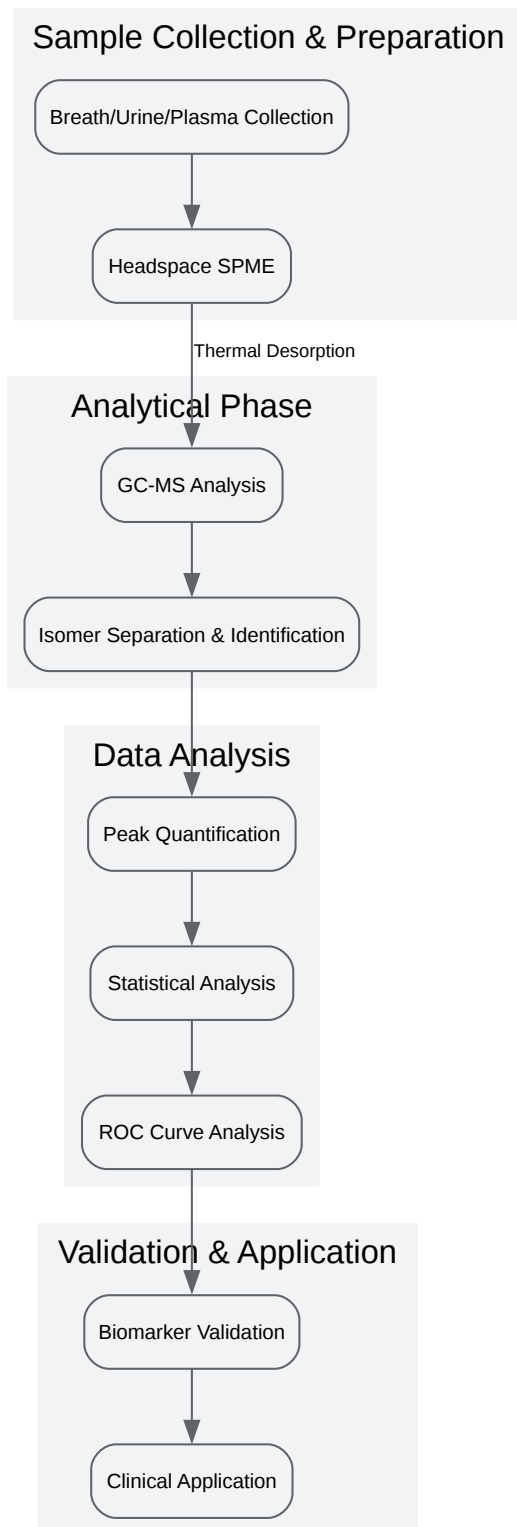 Sample Collection & Preparation
Breath/Urine/Plasma Collection
Headspace SPME
Thermal Desorption
Analytical Phase
GC-MS Analysis
Isomer Separation & Identification
Data Analysis
Peak Quantification
Statistical Analysis
ROC Curve Analysis
Validation & Application
Biomarker Validation
Clinical Application